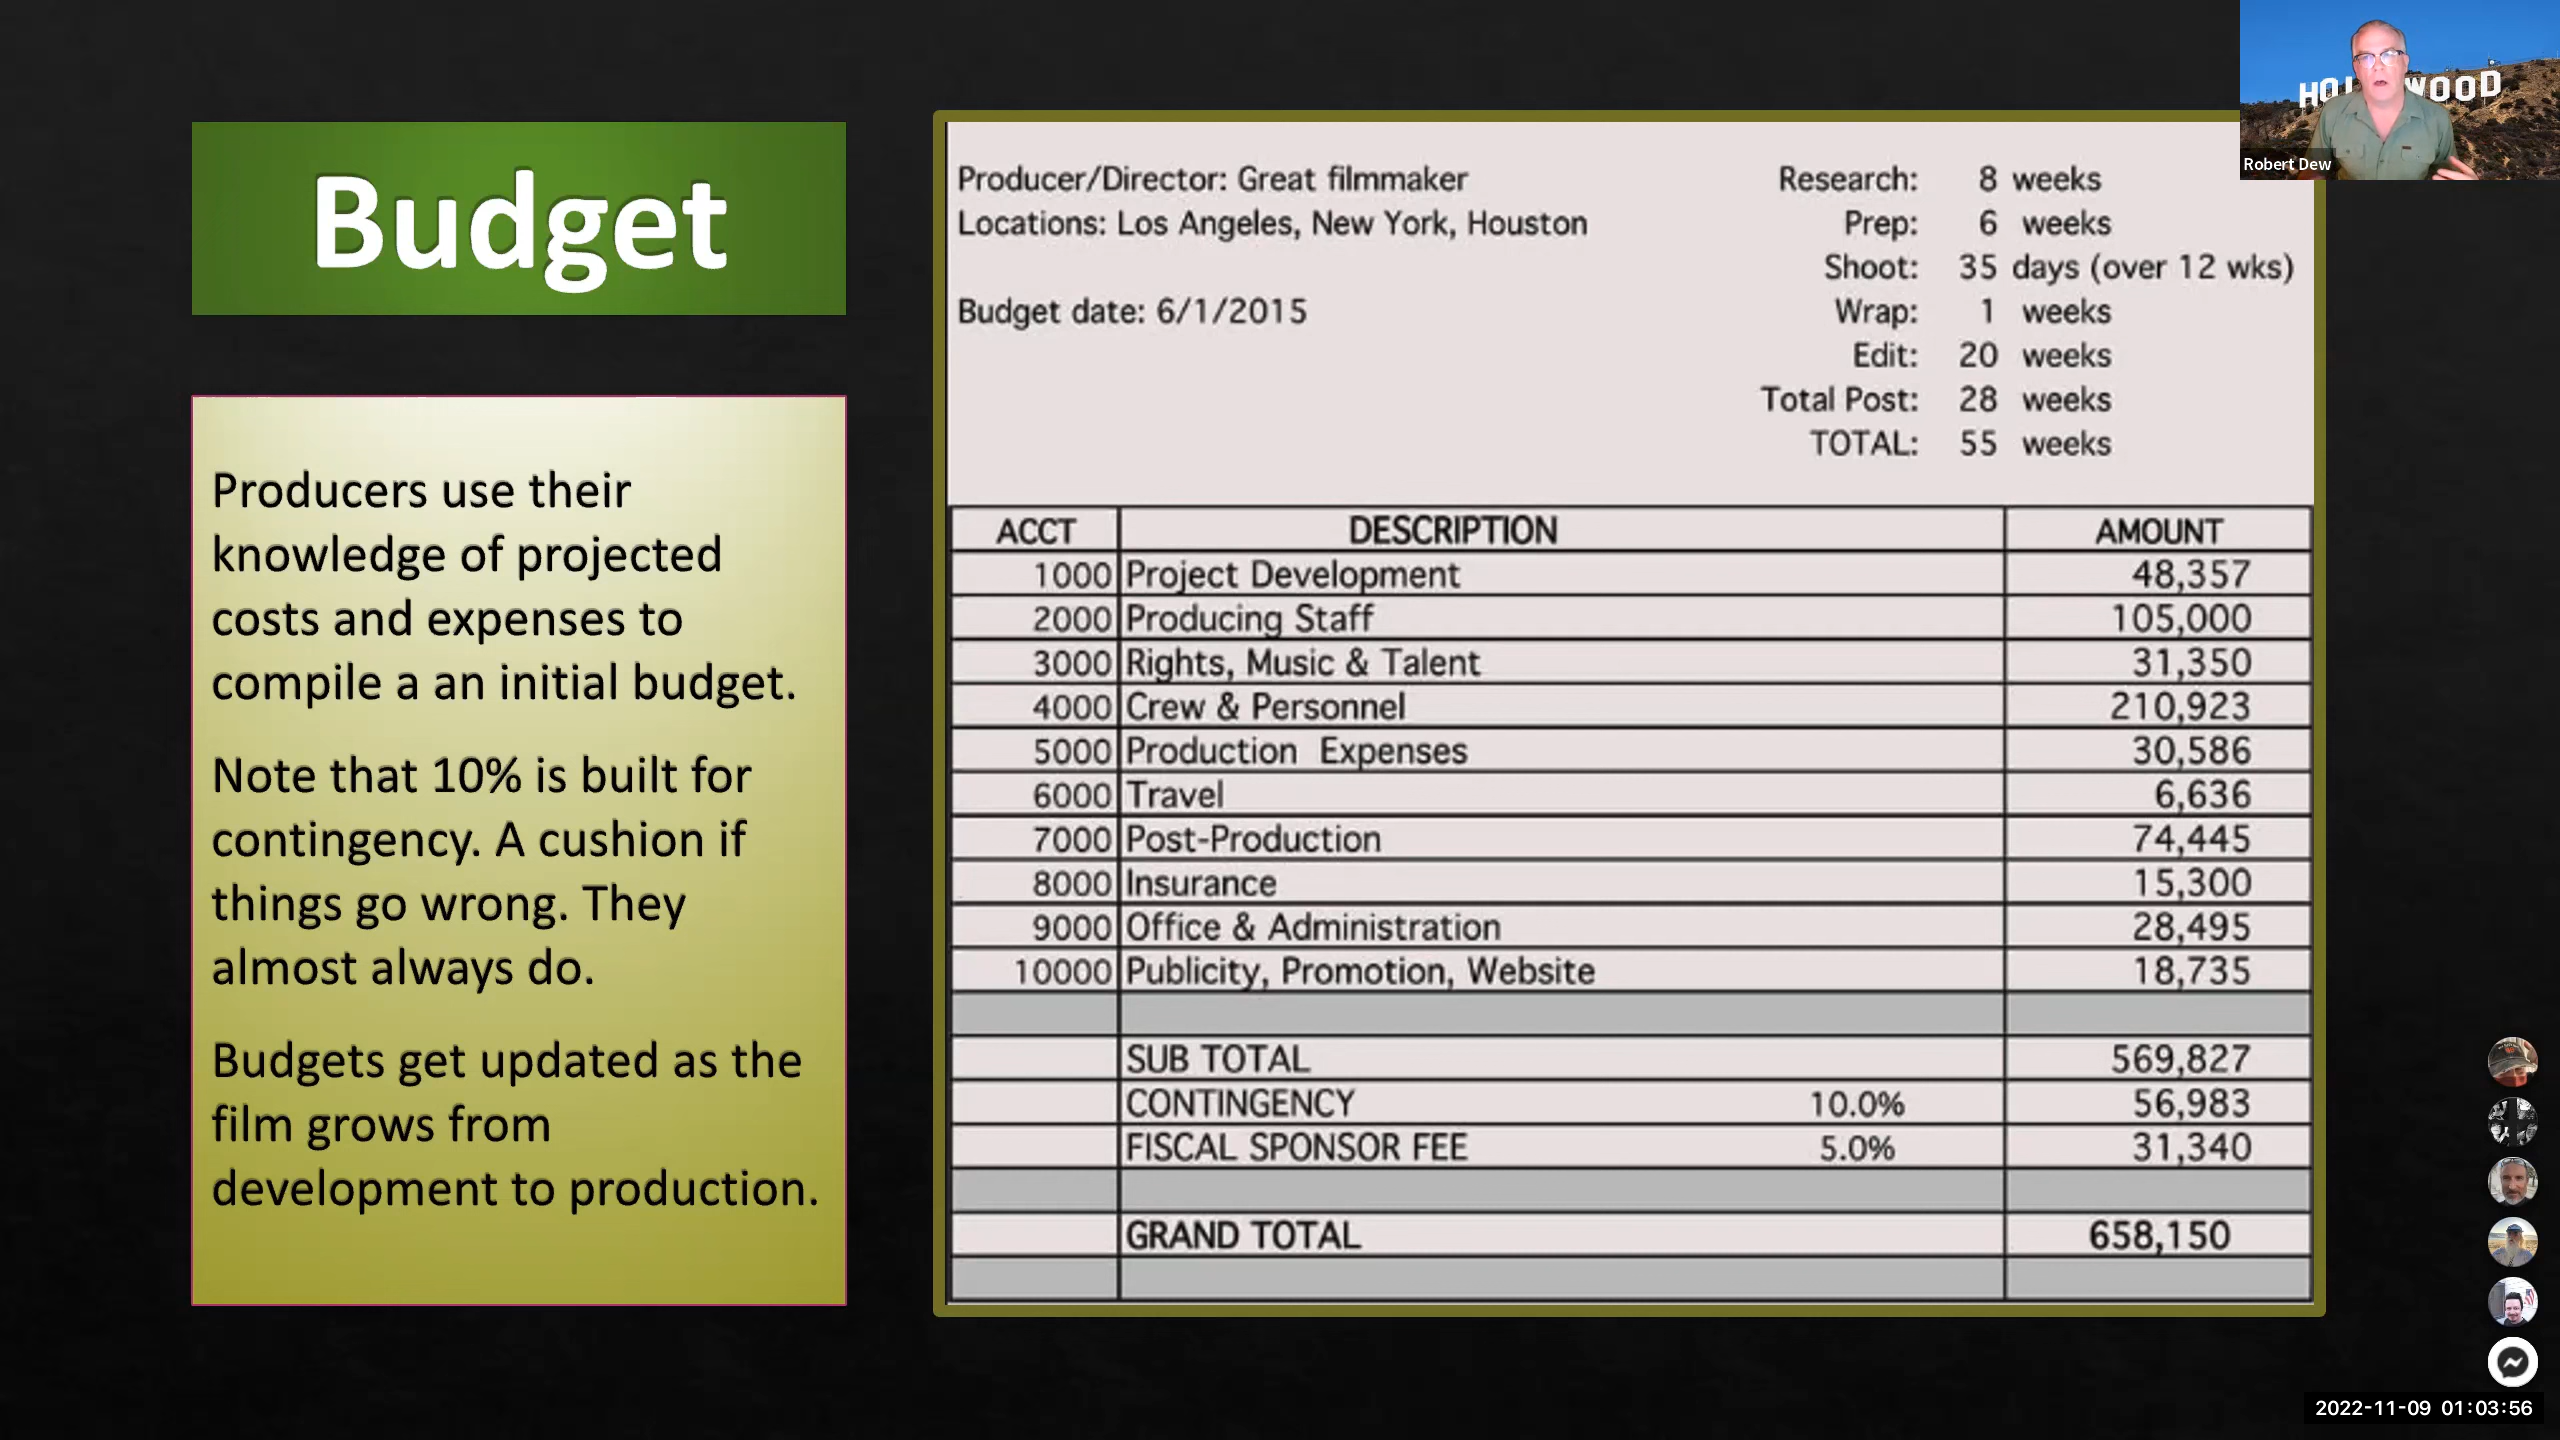 Budget
Producers use their
knowledge of projected
costs and expenses to
compile a an initial budget.
Note that 10% is built for
contingency. A cushion if
things go wrong. They
almost always do.
Budgets get updated as the
film grows from
development to production.
Producer/Director: Great filmmaker
Locations: Los Angeles, New York, Houston
Budget date: 6/1/2015
Research: 8 weeks
Prep: 6 weeks
Shoot: 35 days (over 12 wks)
Wrap: 1 weeks
Edit: 20 weeks
Total Post: 28 weeks
TOTAL: 55 weeks
ACCT DESCRIPTION AMOUNT
1000 Project Development 48,357
2000 Producing Staff 105,000
3000 Rights, Music & Talent 31,350
4000 Crew & Personnel 210,923
5000 Production Expenses 30,586
6000 Travel 6,636
7000 Post-Production 74,445
8000 Insurance 15,300
9000 Office & Administration 28,495
10000 Publicity, Promotion, Website 18,735
SUB TOTAL 569,827
CONTINGENCY 10.0% 56,983
FISCAL SPONSOR FEE 5.0% 31,340
GRAND TOTAL 658,150
HOL WOOD
Robert Dew
2022-11-09 01:03:56